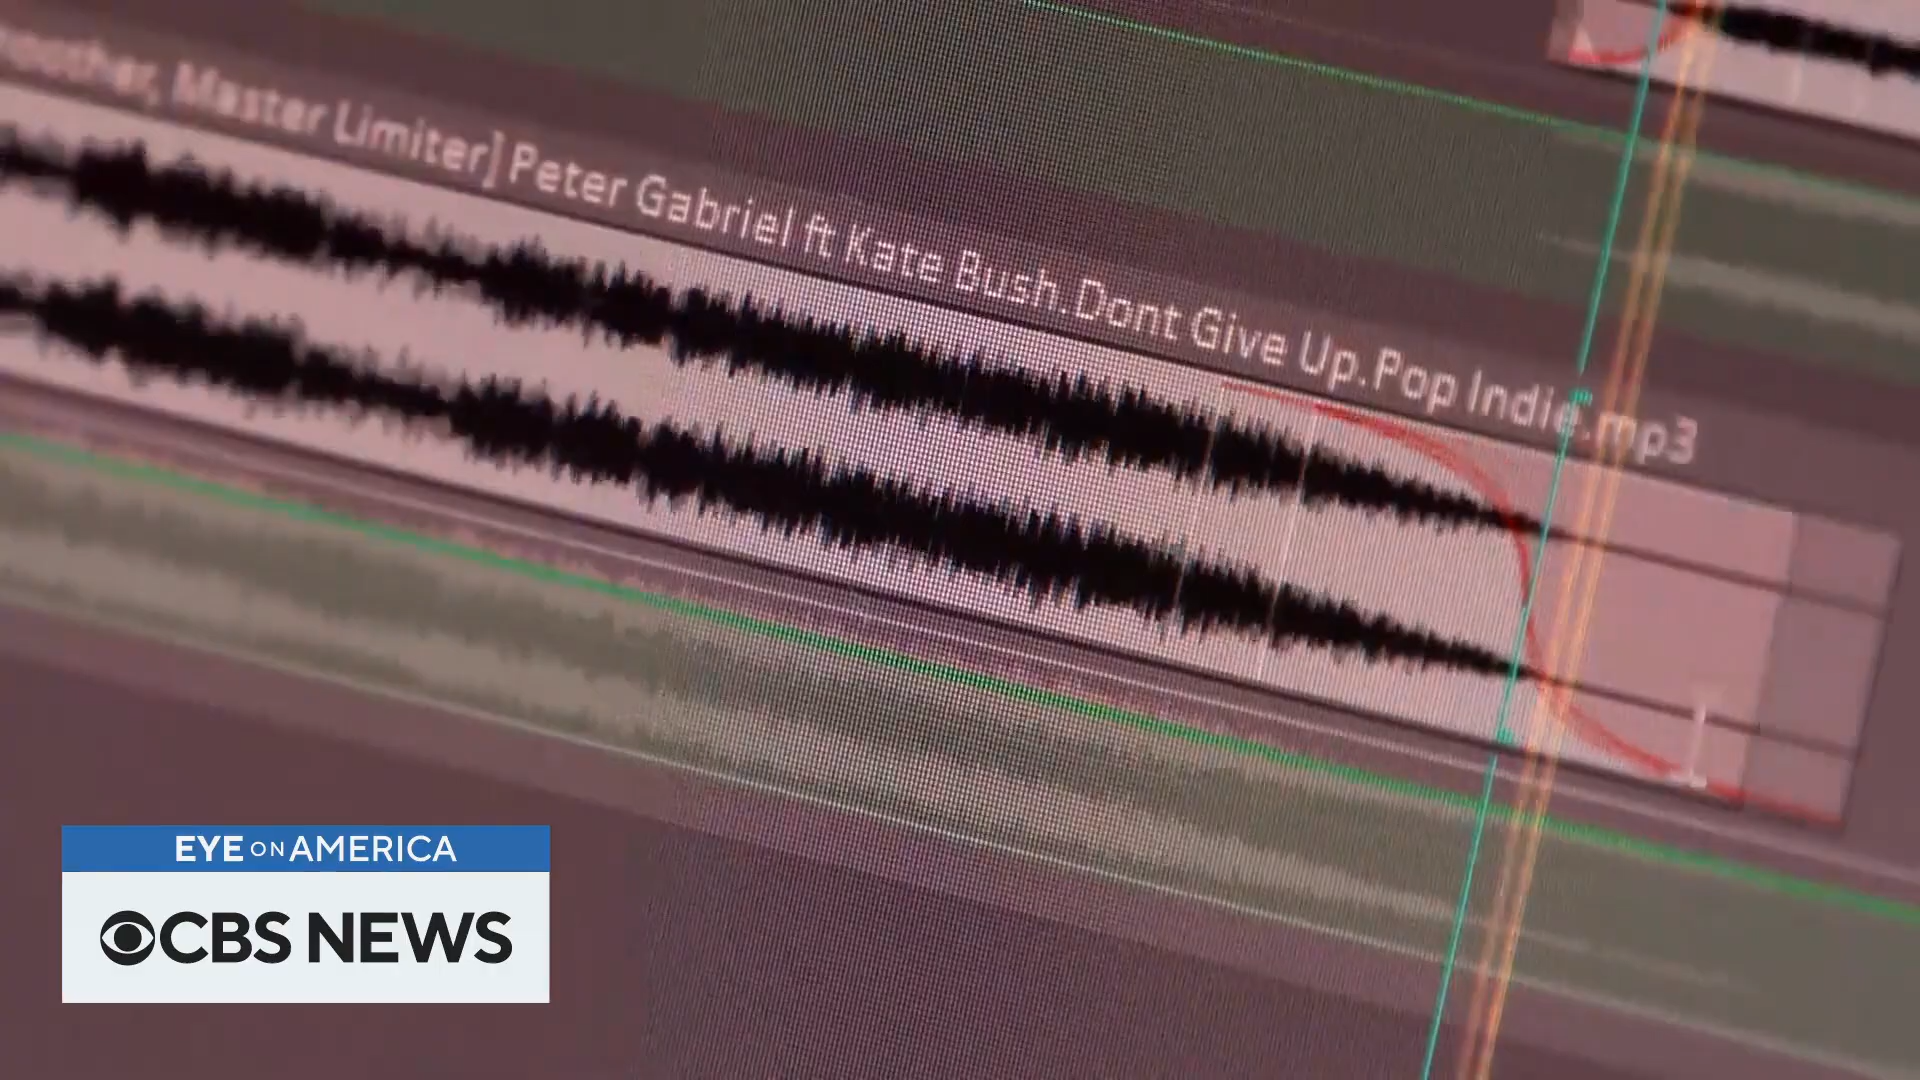 Master Limiter] Peter Gabriel ft Kate Bush.Dont Give Up.Pop Indie.mp3
EYE ON AMERICA
CBS NEWS